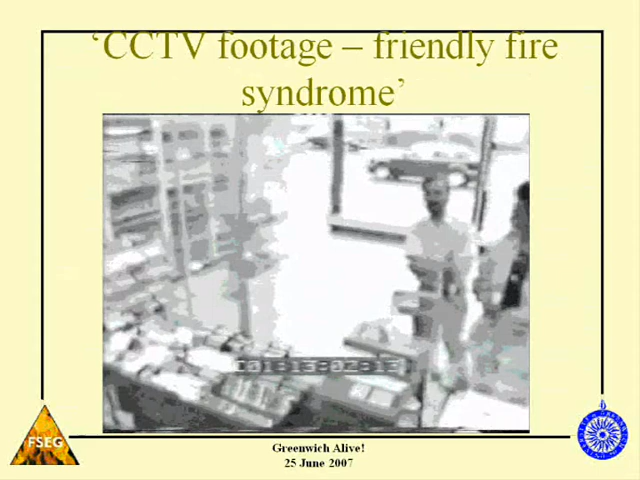 ‘CCTV footage – friendly fire
syndrome’
FSEG
Greenwich Alive!
25 June 2007